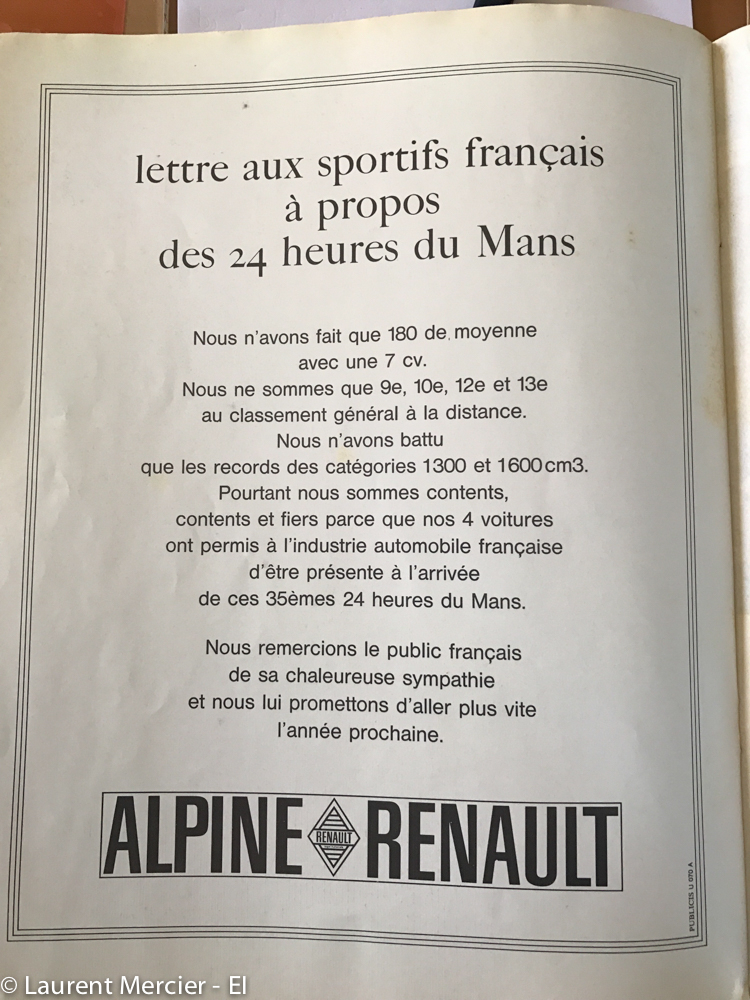 lettre aux sportifs français
à propos
des 24 heures du Mans
Nous n'avons fait que 180 de moyenne
avec une 7 cv.
Nous ne sommes que 9e, 10e, 12e et 13e
au classement général à la distance.
Nous n'avons battu
que les records des catégories 1300 et 1600cm3.
Pourtant nous sommes contents,
contents et fiers parce que nos 4 voitures
ont permis à l'industrie automobile française
d'être présente à l'arrivée
de ces 35èmes 24 heures du Mans.
Nous remercions le public français
de sa chaleureuse sympathie
et nous lui promettons d'aller plus vite
l'année prochaine.
ALPINE RENAULT RENAULT
PUBLICIS U 070 A
© Laurent Mercier - El